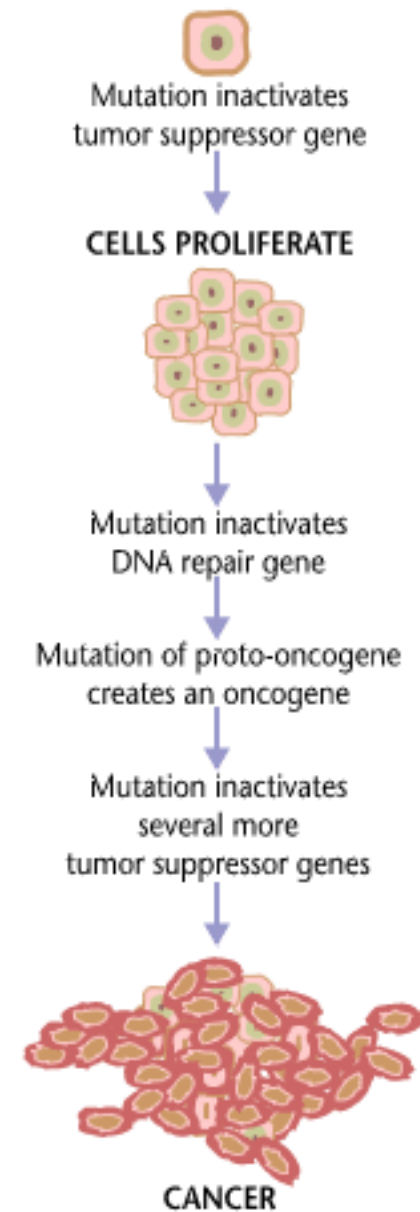 Mutation inactivates
tumor suppressor gene
CELLS PROLIFERATE
Mutation inactivates
DNA repair gene
Mutation of proto-oncogene
creates an oncogene
Mutation inactivates
several more
tumor suppressor genes
CANCER